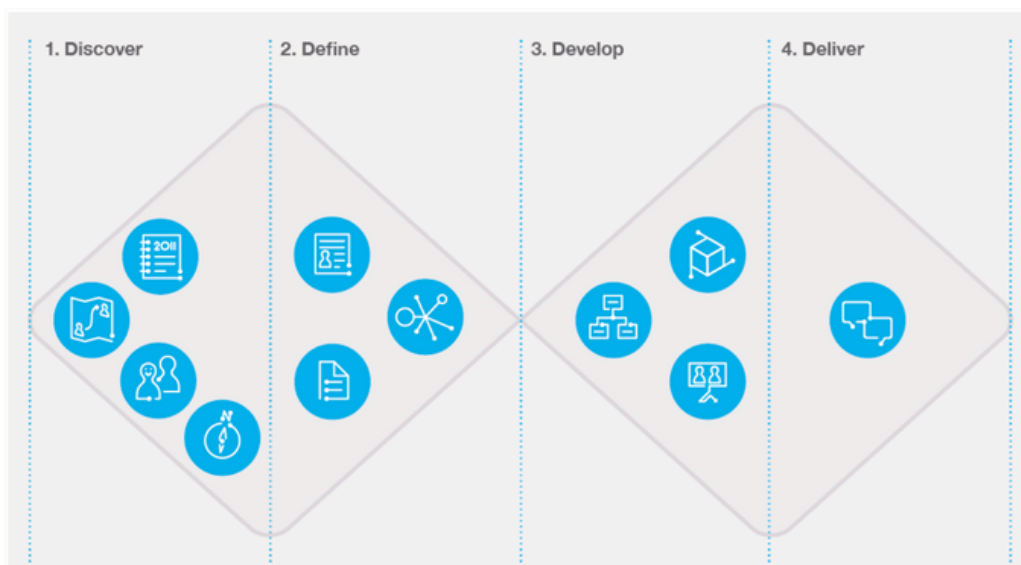 1. Discover
2. Define
3. Develop
4. Deliver
2011
N